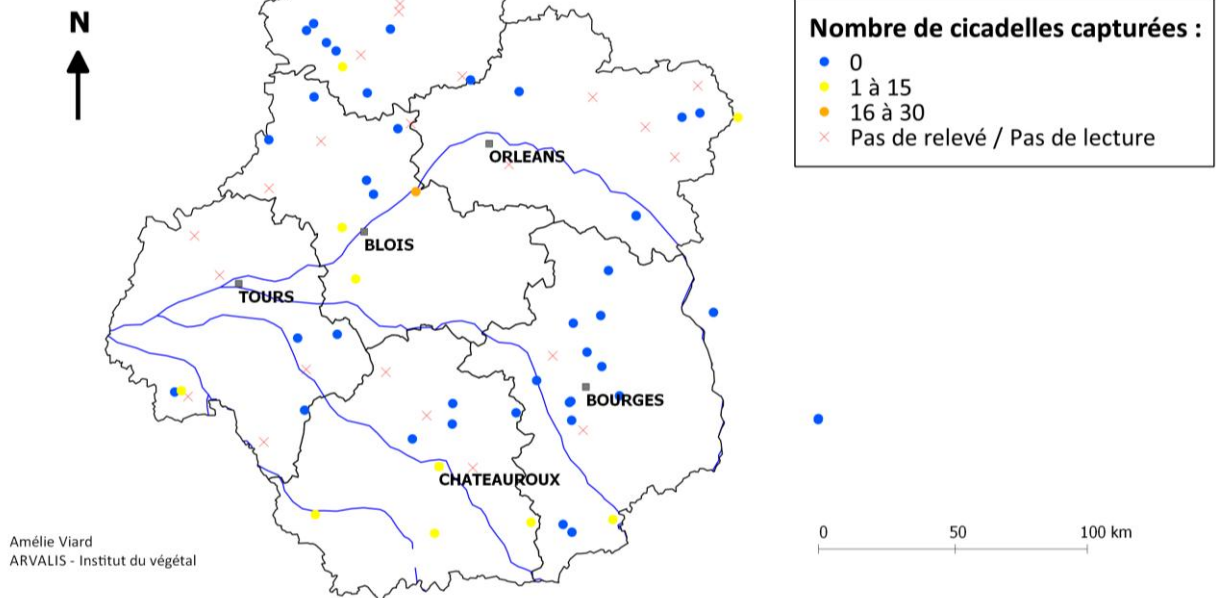 N
Nombre de cicadelles capturées :
0
1 à 15
16 à 30
Pas de relevé / Pas de lecture
ORLEANS
BLOIS
TOURS
BOURGES
CHATEAUROUX
Amélie Viard
ARVALIS - Institut du végétal
0 50 100 km